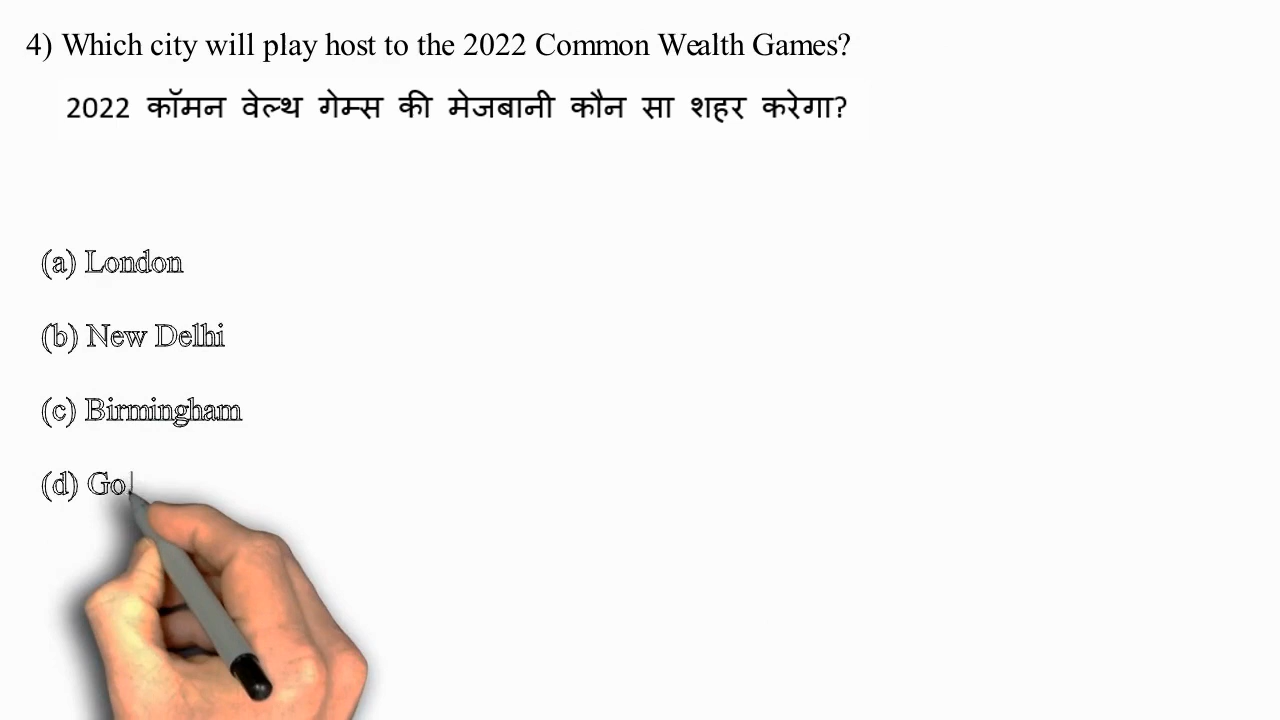 4) Which city will play host to the 2022 Common Wealth Games?
2022 कॉमन वेल्थ गेम्स की मेजबानी कौन सा शहर करेगा?
(a) London
(b) New Delhi
(c) Birmingham
(d) Gol